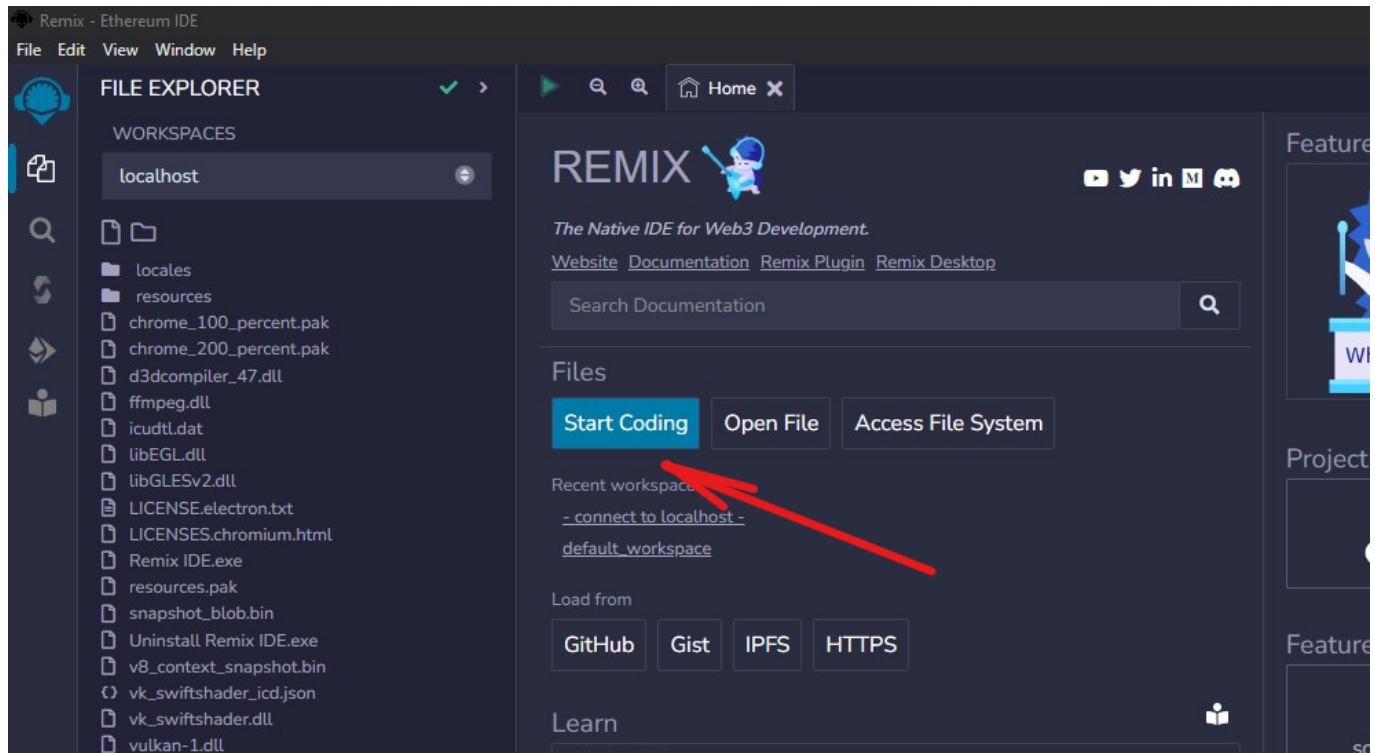 Remix - Ethereum IDE
File Edit View Window Help
FILE EXPLORER
WORKSPACES
localhost
locales
resources
chrome_100_percent.pak
chrome_200_percent.pak
d3dcompiler_47.dll
ffmpeg.dll
icudtl.dat
libEGL.dll
libGLESv2.dll
LICENSE.electron.txt
LICENSES.chromium.html
Remix IDE.exe
resources.pak
snapshot_blob.bin
Uninstall Remix IDE.exe
v8_context_snapshot.bin
vk_swiftshader_icd.json
vk_swiftshader.dll
vulkan-1.dll
Home
REMIX
The Native IDE for Web3 Development.
Website Documentation Remix Plugin Remix Desktop
Search Documentation
Files
Start Coding Open File Access File System
Recent workspace
- connect to localhost -
default_workspace
Load from
GitHub Gist IPFS HTTPS
Learn
Feature
Wh
Project
Feature